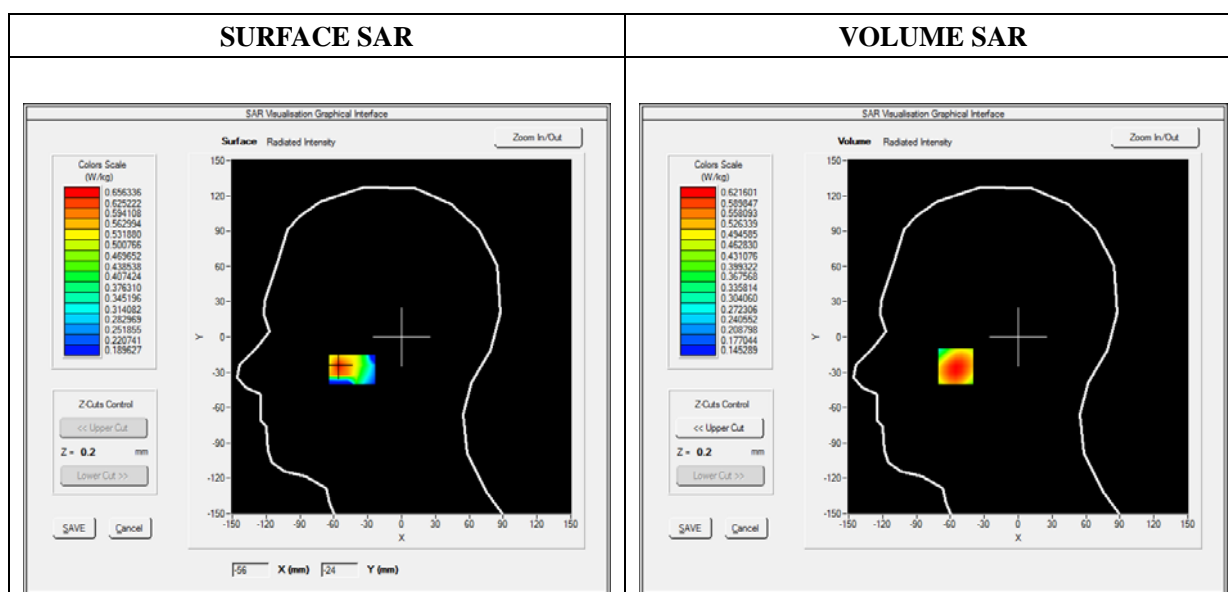 SURFACE SAR
VOLUME SAR
SAR Visualisation Graphical Interface
Surface Radiated Intensity
Zoom In/Out
Colors Scale
(W/kg)
0.656336
0.625222
0.594108
0.562994
0.531880
0.500766
0.469652
0.438538
0.407424
0.376310
0.345196
0.314082
0.282969
0.251855
0.220741
0.189627
Z-Cuts Control
<< Upper Cut
Z = 0.2 mm
Lower Cut >>
SAVE Cancel
150
120
90
60
30
0
-30
-60
-90
-120
-150
Y
-150 -120 -90 -60 -30 0 30 60 90 120 150
X
-56 X (mm) -24 Y (mm)
SAR Visualisation Graphical Interface
Volume Radiated Intensity
Zoom In/Out
Colors Scale
(W/kg)
0.621601
0.589847
0.558093
0.526339
0.494585
0.462830
0.431076
0.399322
0.367568
0.335814
0.304060
0.272306
0.240552
0.208798
0.177044
0.145289
Z-Cuts Control
<< Upper Cut
Z = 0.2 mm
Lower Cut >>
SAVE Cancel
150
120
90
60
30
0
-30
-60
-90
-120
-150
Y
-150 -120 -90 -60 -30 0 30 60 90 120 150
X